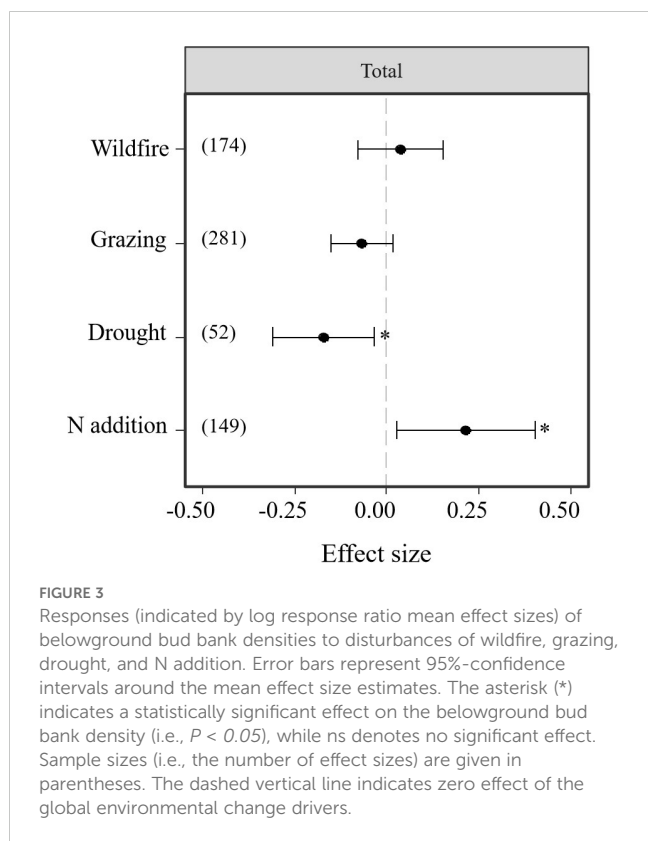 Total
Wildfire (174)
Grazing (281)
Drought (52) *
N addition (149) *
-0.50 -0.25 0.00 0.25 0.50
Effect size
FIGURE 3
Responses (indicated by log response ratio mean effect sizes) of
belowground bud bank densities to disturbances of wildfire, grazing,
drought, and N addition. Error bars represent 95%-confidence
intervals around the mean effect size estimates. The asterisk (*)
indicates a statistically significant effect on the belowground bud
bank density (i.e., P < 0.05), while ns denotes no significant effect.
Sample sizes (i.e., the number of effect sizes) are given in
parentheses. The dashed vertical line indicates zero effect of the
global environmental change drivers.